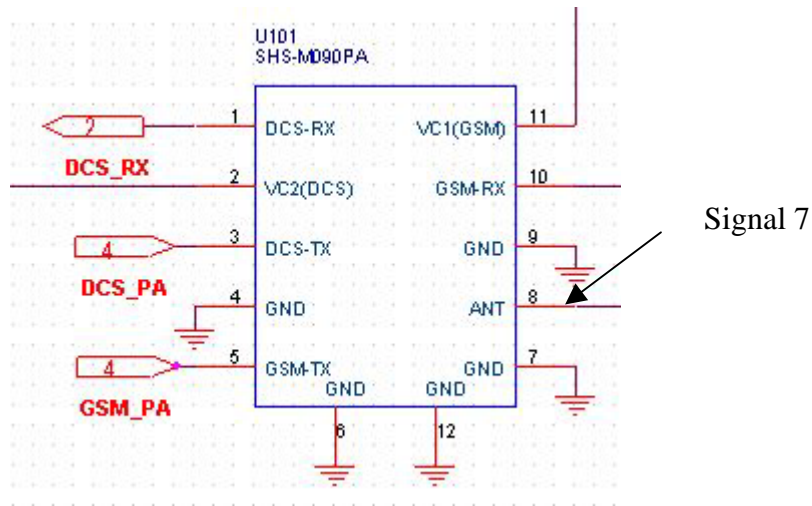 U101
SHS-M090PA
1 DCS-RX VC1(GSM) 11
2
DCS_RX
2 VC2(DCS) GSM-RX 10
Signal 7
4 3 DCS-TX GND 9
DCS_PA
4 GND ANT 8
4 5 GSM-TX GND 7
GND GND
GSM_PA
6 12